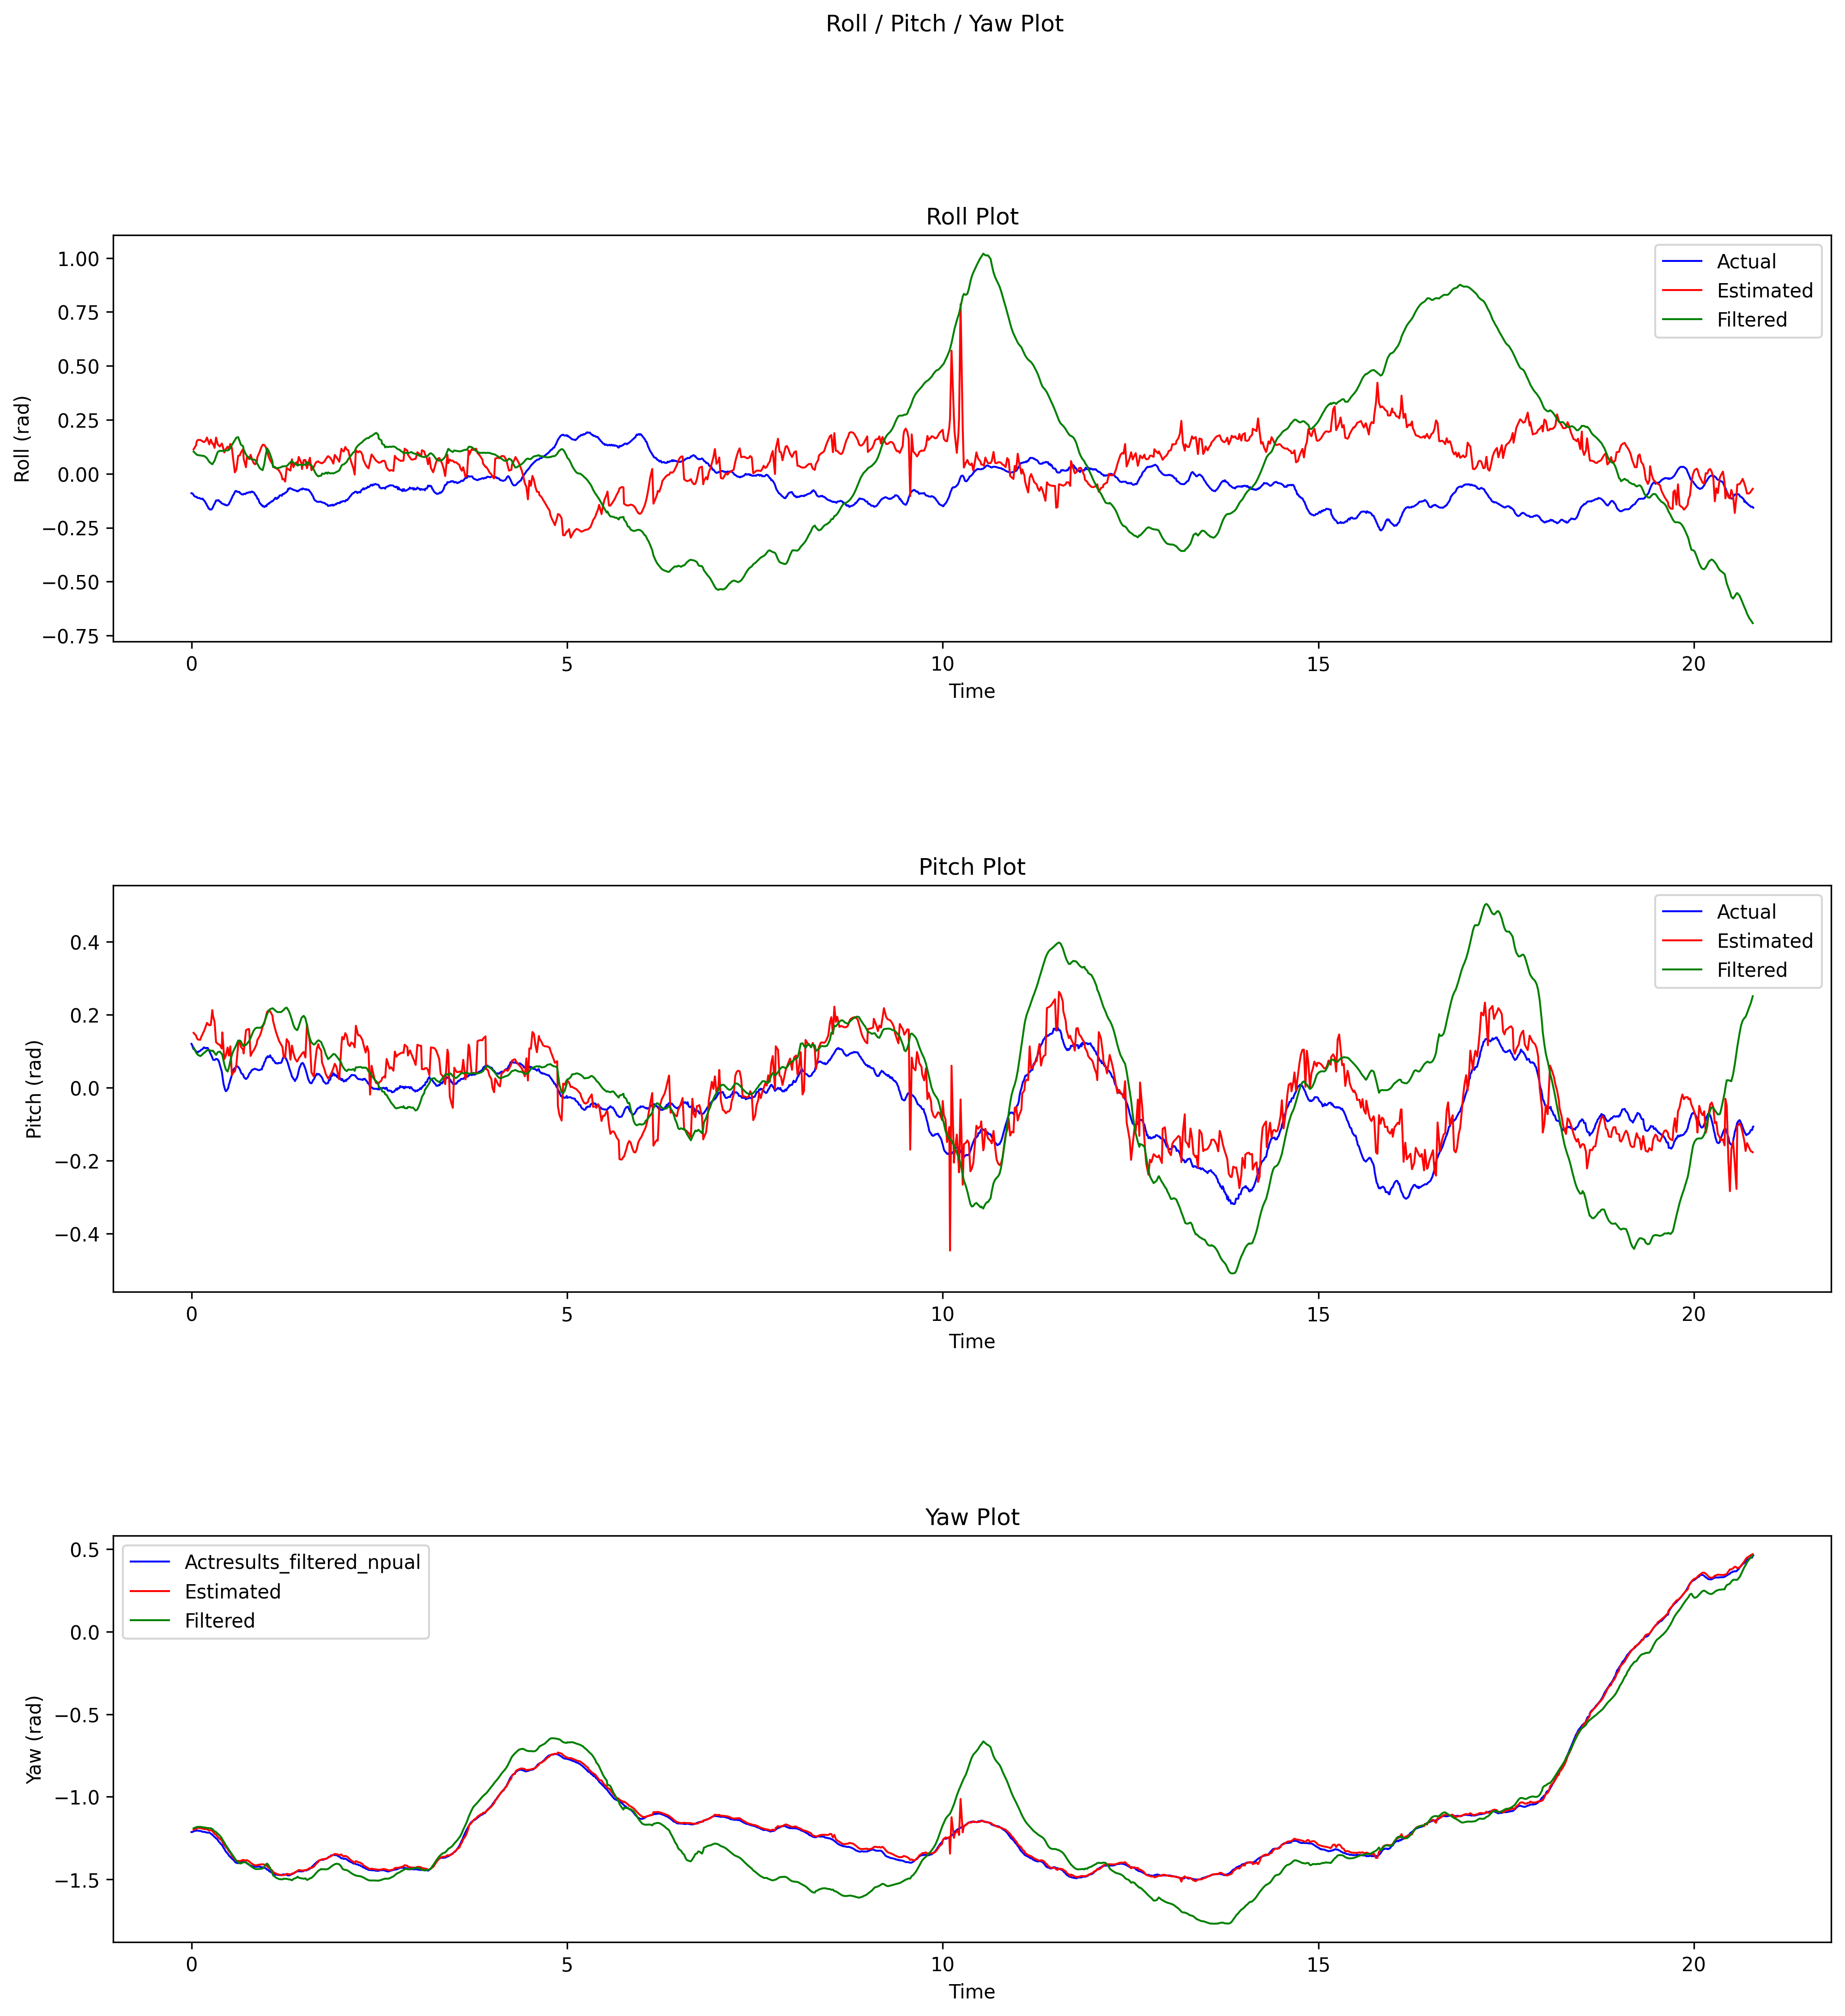 Roll / Pitch / Yaw Plot
Roll Plot
Roll (rad)
1.00
0.75
0.50
0.25
0.00
−0.25
−0.50
−0.75
Actual
Estimated
Filtered
0 5 10 15 20
Time
Pitch Plot
Pitch (rad)
0.4
0.2
0.0
−0.2
−0.4
Actual
Estimated
Filtered
0 5 10 15 20
Time
Yaw Plot
Yaw (rad)
0.5
0.0
−0.5
−1.0
−1.5
Actresults_filtered_npual
Estimated
Filtered
0 5 10 15 20
Time